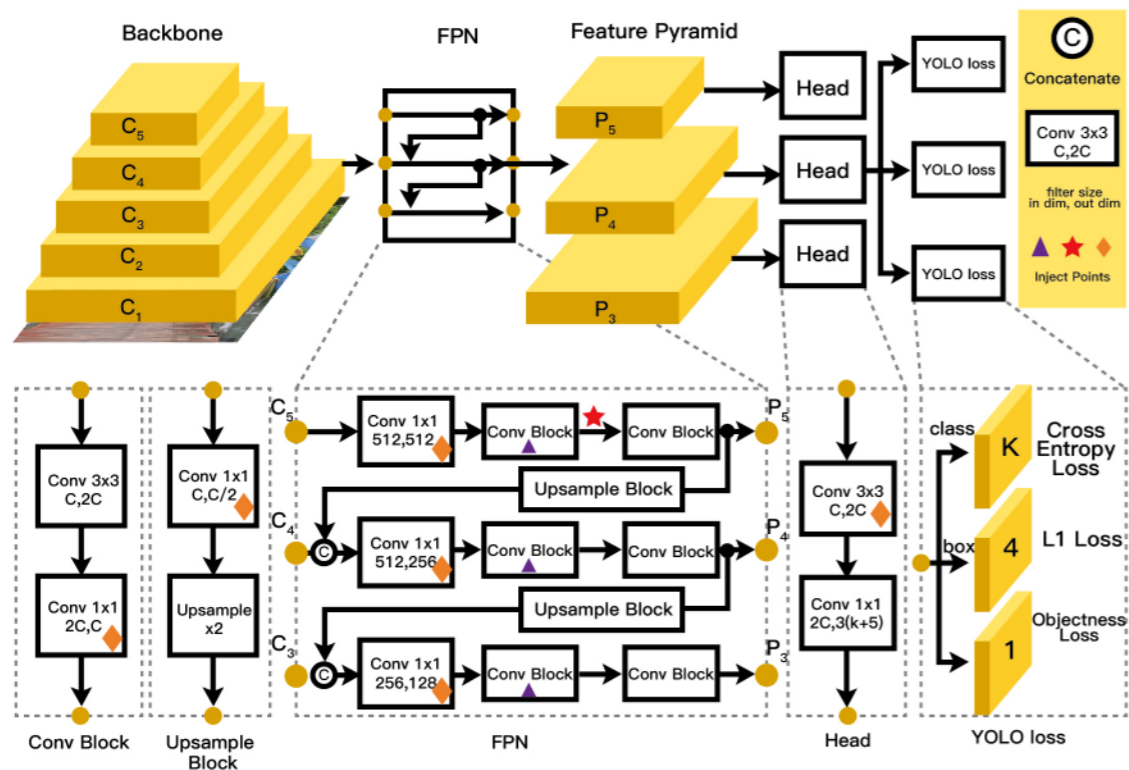 Backbone
FPN
Feature Pyramid
C5
C4
C3
C2
C1
P5
P4
P3
Head
Head
Head
YOLO loss
YOLO loss
YOLO loss
C
Concatenate
Conv 3x3
C,2C
filter size
in dim, out dim
Inject Points
Conv 3x3
C,2C
Conv 1x1
2C,C
Conv Block
Conv 1x1
C,C/2
Upsample
x2
Upsample
Block
C5
Conv 1x1
512,512
Conv Block
Conv Block
P5
Upsample Block
C4
C
Conv 1x1
512,256
Conv Block
Conv Block
P4
Upsample Block
C3
C
Conv 1x1
256,128
Conv Block
Conv Block
P3
FPN
Conv 3x3
C,2C
Conv 1x1
2C,3(k+5)
Head
class
K
Cross
Entropy
Loss
box
4
L1 Loss
1
Objectness
Loss
YOLO loss